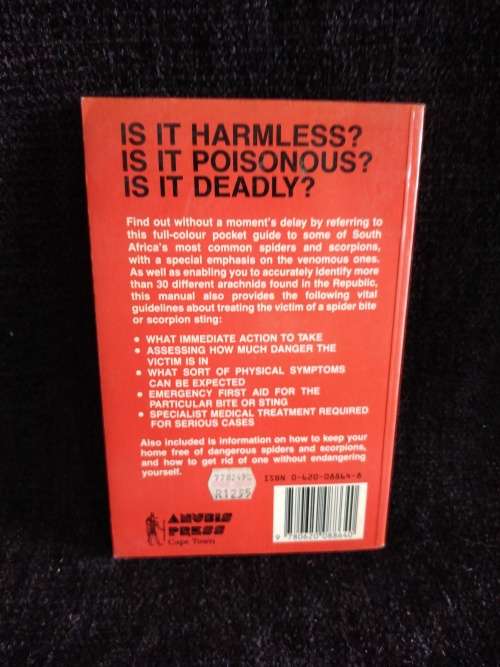 IS IT HARMLESS?
IS IT POISONOUS?
IS IT DEADLY?
Find out without a moment's delay by referring to
this full-colour pocket guide to some of South
Africa's most common spiders and scorpions,
with a special emphasis on the venomous ones.
As well as enabling you to accurately identify more
than 30 different arachnids found in the Republic,
this manual also provides the following vital
guidelines about treating the victim of a spider bite
or scorpion sting:
• WHAT IMMEDIATE ACTION TO TAKE
• ASSESSING HOW MUCH DANGER THE
VICTIM IS IN
• WHAT SORT OF PHYSICAL SYMPTOMS
CAN BE EXPECTED
• EMERGENCY FIRST AID FOR THE
PARTICULAR BITE OR STING
• SPECIALIST MEDICAL TREATMENT REQUIRED
FOR SERIOUS CASES
Also included is information on how to keep your
home free of dangerous spiders and scorpions,
and how to get rid of one without endangering
yourself.
ISBN 0-620-08864-8
9 780620 088640
ANUBIS
PRESS
Cape Town